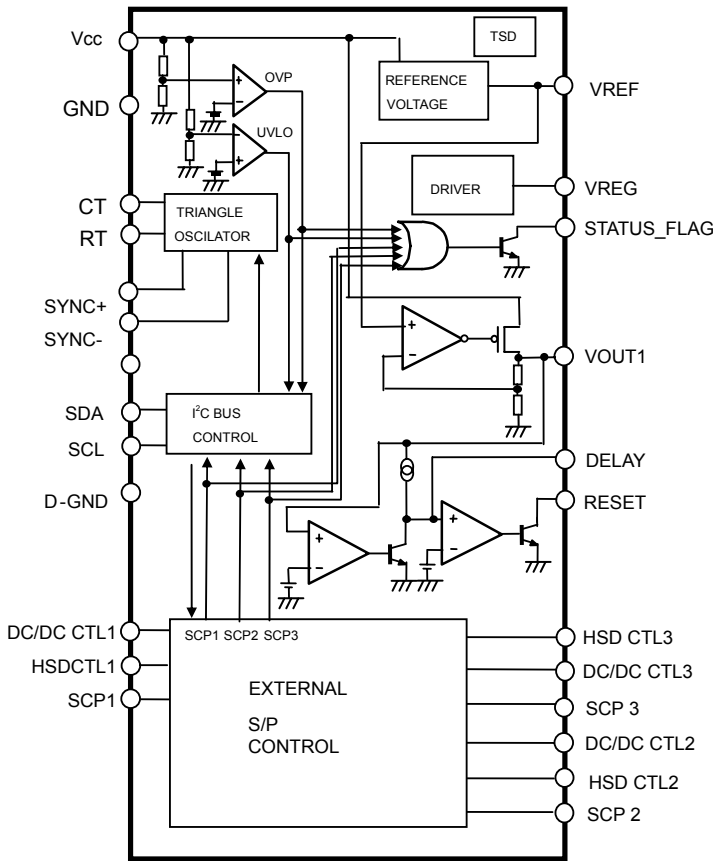 Vcc
TSD
OVP
REFERENCE
VOLTAGE
VREF
GND
UVLO
DRIVER
VREG
CT
TRIANGLE
OSCILATOR
RT
STATUS_FLAG
SYNC+
SYNC-
VOUT1
SDA
I²C BUS
CONTROL
SCL
DELAY
D-GND
RESET
+
−
+
−
+
−
+
−
+
−
DC/DC CTL1
HSDCTL1
SCP1
SCP1 SCP2 SCP3
EXTERNAL
S/P
CONTROL
HSD CTL3
DC/DC CTL3
SCP 3
DC/DC CTL2
HSD CTL2
SCP 2